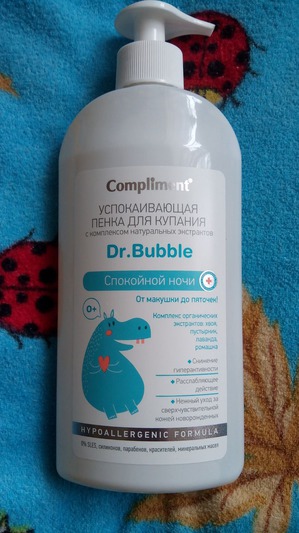 Compliment®
УСПОКАИВАЮЩАЯ
ПЕНКА ДЛЯ КУПАНИЯ
с комплексом натуральных экстрактов
Dr.Bubble
Спокойной ночи
От макушки до пяточек!
0+
Комплекс органических
экстрактов: хвоя,
пустырник,
лаванда,
ромашка
Снижение
гиперактивности
Расслабляющее
действие
Нежный уход за
сверхчувствительной
кожей новорожденных
HYPOALLERGENIC FORMULA
0% SLES, силиконов, парабенов, красителей, минеральных масел